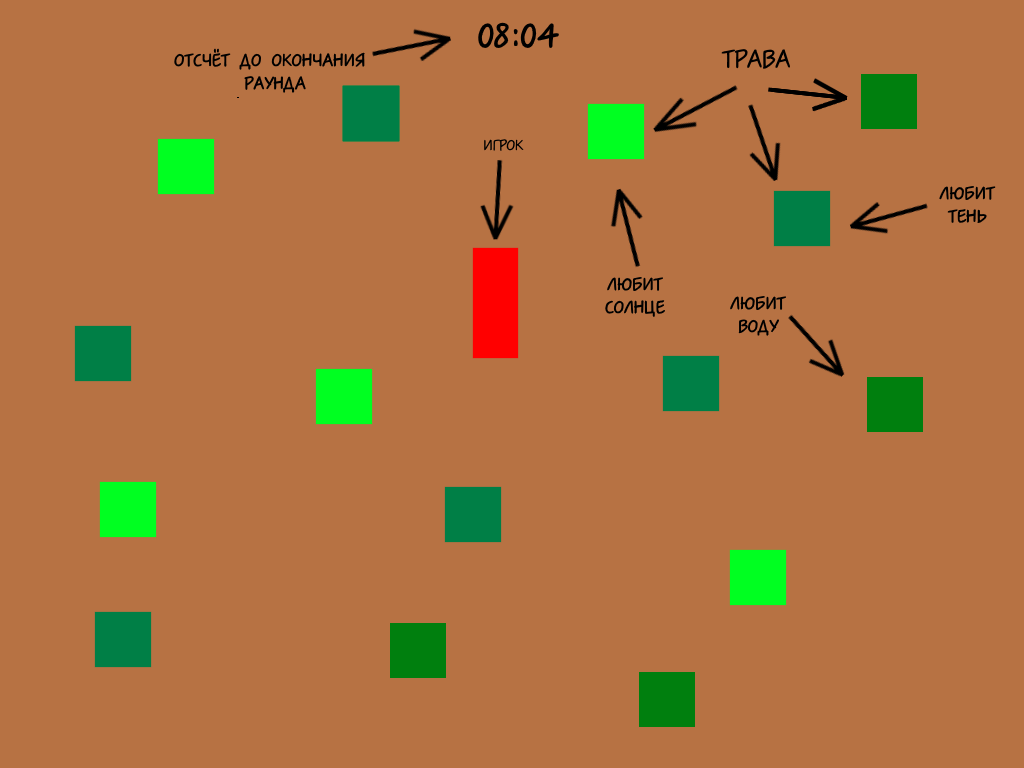 08:04
ОТСЧЁТ ДО ОКОНЧАНИЯ
РАУНДА
ТРАВА
ИГРОК
ЛЮБИТ
ТЕНЬ
ЛЮБИТ
СОЛНЦЕ
ЛЮБИТ
ВОДУ